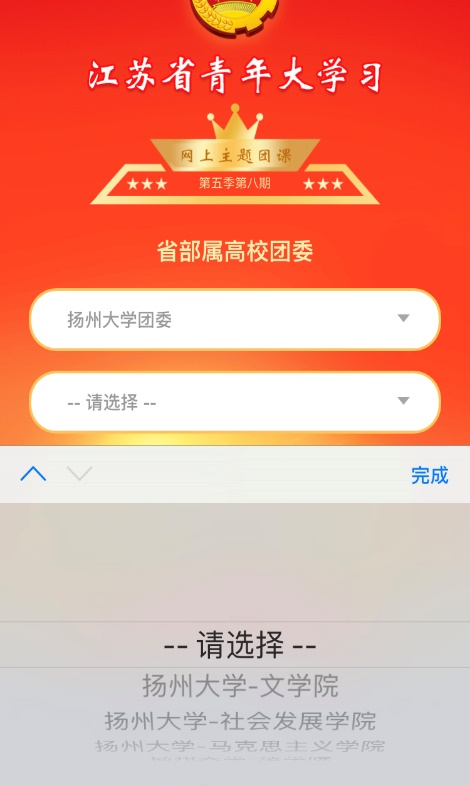 江苏省青年大学习
网上主题团课
第五季第八期
省部属高校团委
扬州大学团委
-- 请选择 --
完成
-- 请选择 --
扬州大学-文学院
扬州大学-社会发展学院
扬州大学-马克思主义学院